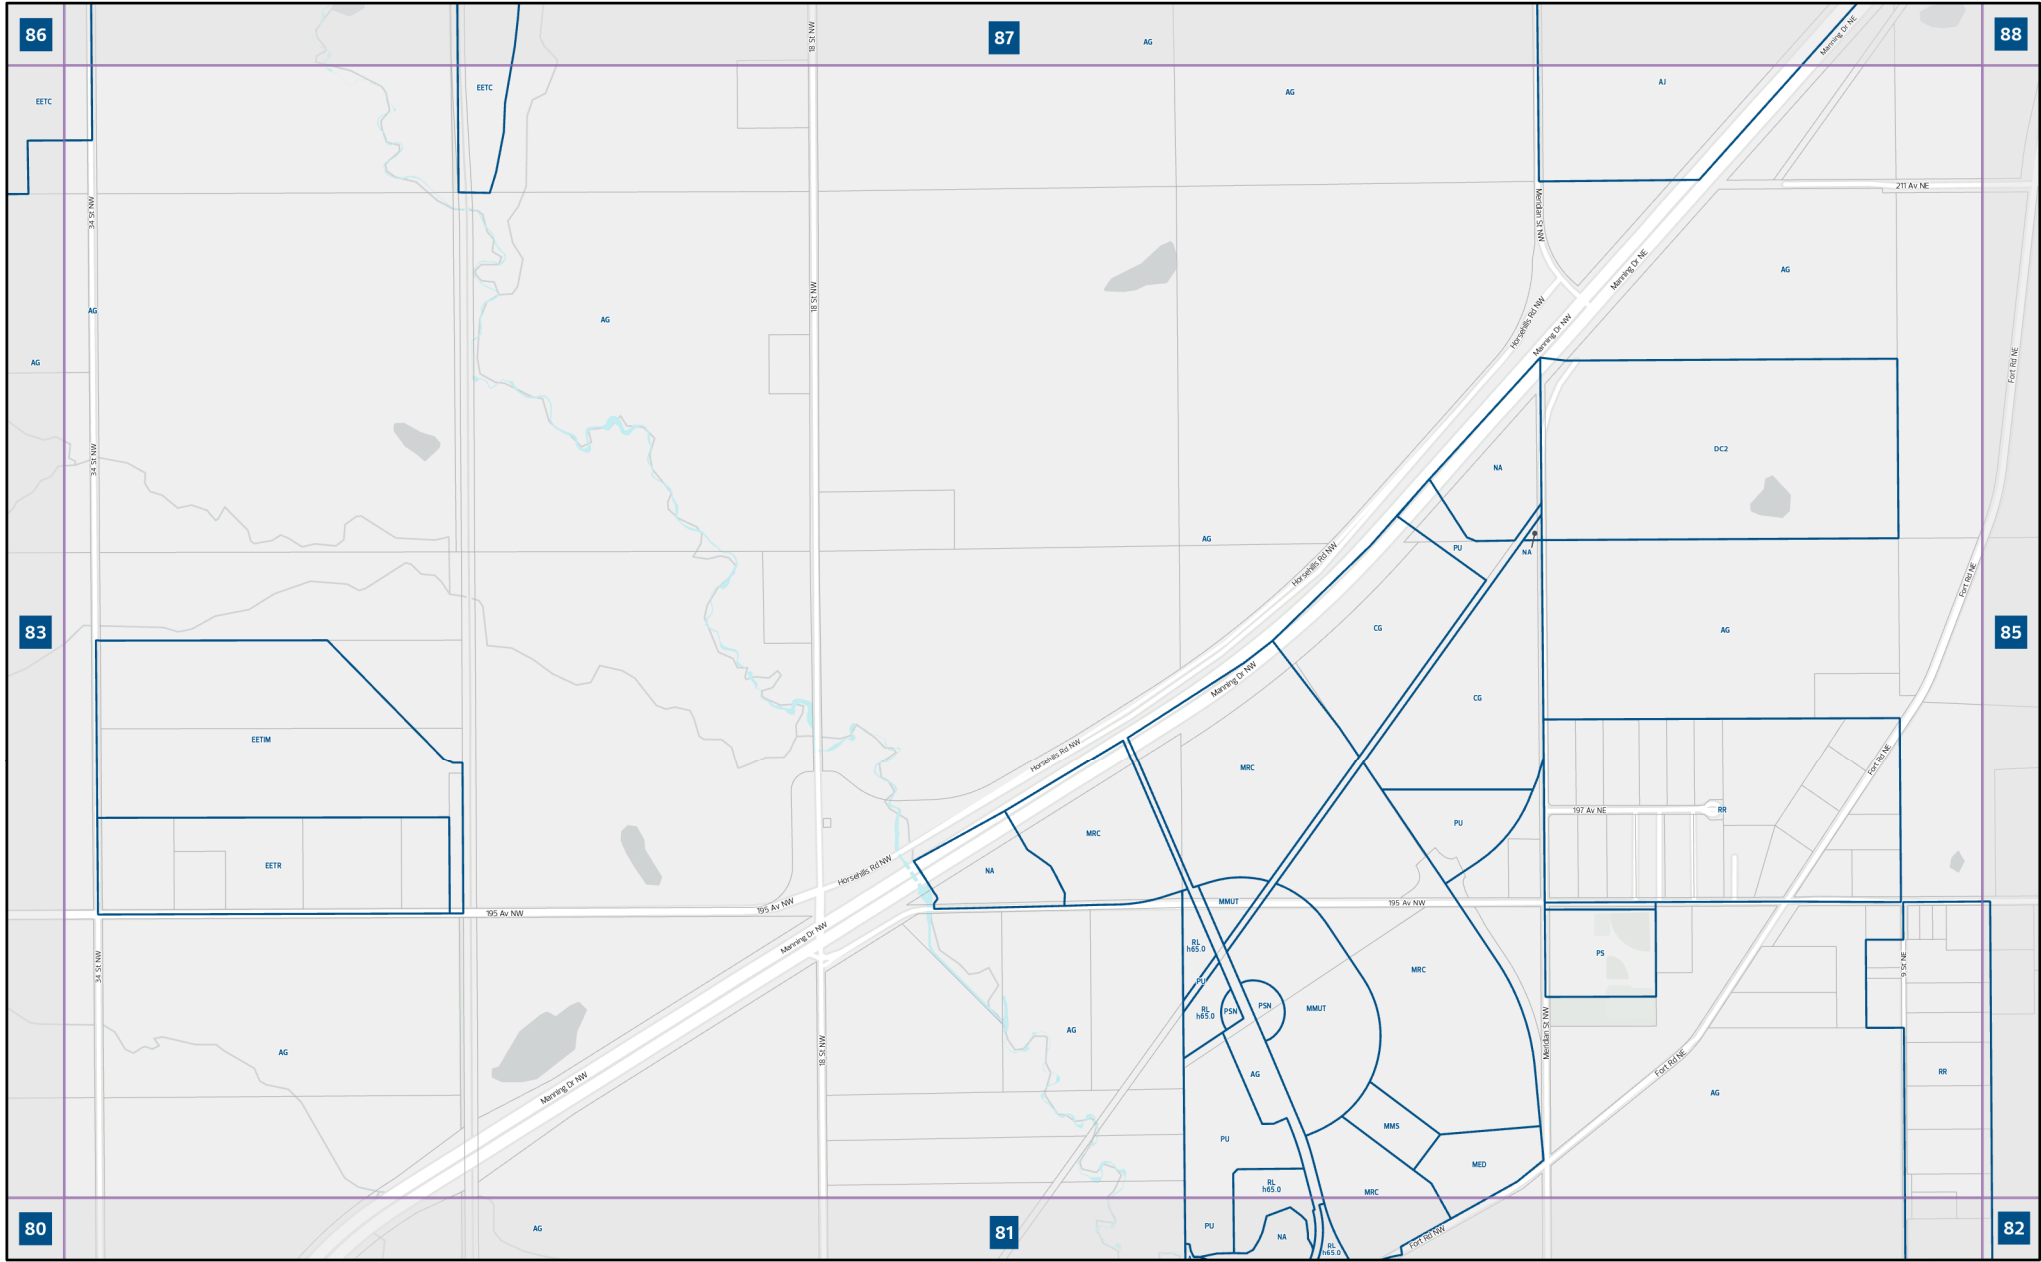 86
87
88
18 St NW
Manning Dr NE
AG
EETC
EETC
AG
AJ
211 Av NE
34 St NW
Meridian St NW
AG
Manning Dr NE
18 St NW
AG
AG
Horsehills Rd NW
Manning Dr NW
AG
Fort Rd NE
34 St NW
NA
DC2
AG
PU
NA
Horsehills Rd NW
Fort Rd NE
83
CG
AG
85
Manning Dr NW
CG
EETIM
Horsehills Rd NW
MRC
Fort Rd NE
197 Av NE
RR
MRC
PU
EETR
Horsehills Rd NW
NA
195 Av NW
195 Av NW
MMUT
195 Av NW
Manning Dr NW
RL
h65.0
PS
34 St NW
MRC
9 St NE
PU
RL
h65.0
PSN
PSN
MMUT
AG
AG
18 St NW
Meridian St NW
Fort Rd NE
RR
Manning Dr NW
AG
AG
MMS
PU
MED
RL
h65.0
MRC
80
AG
81
PU
NA
RL
h65.0
Fort Rd NW
82